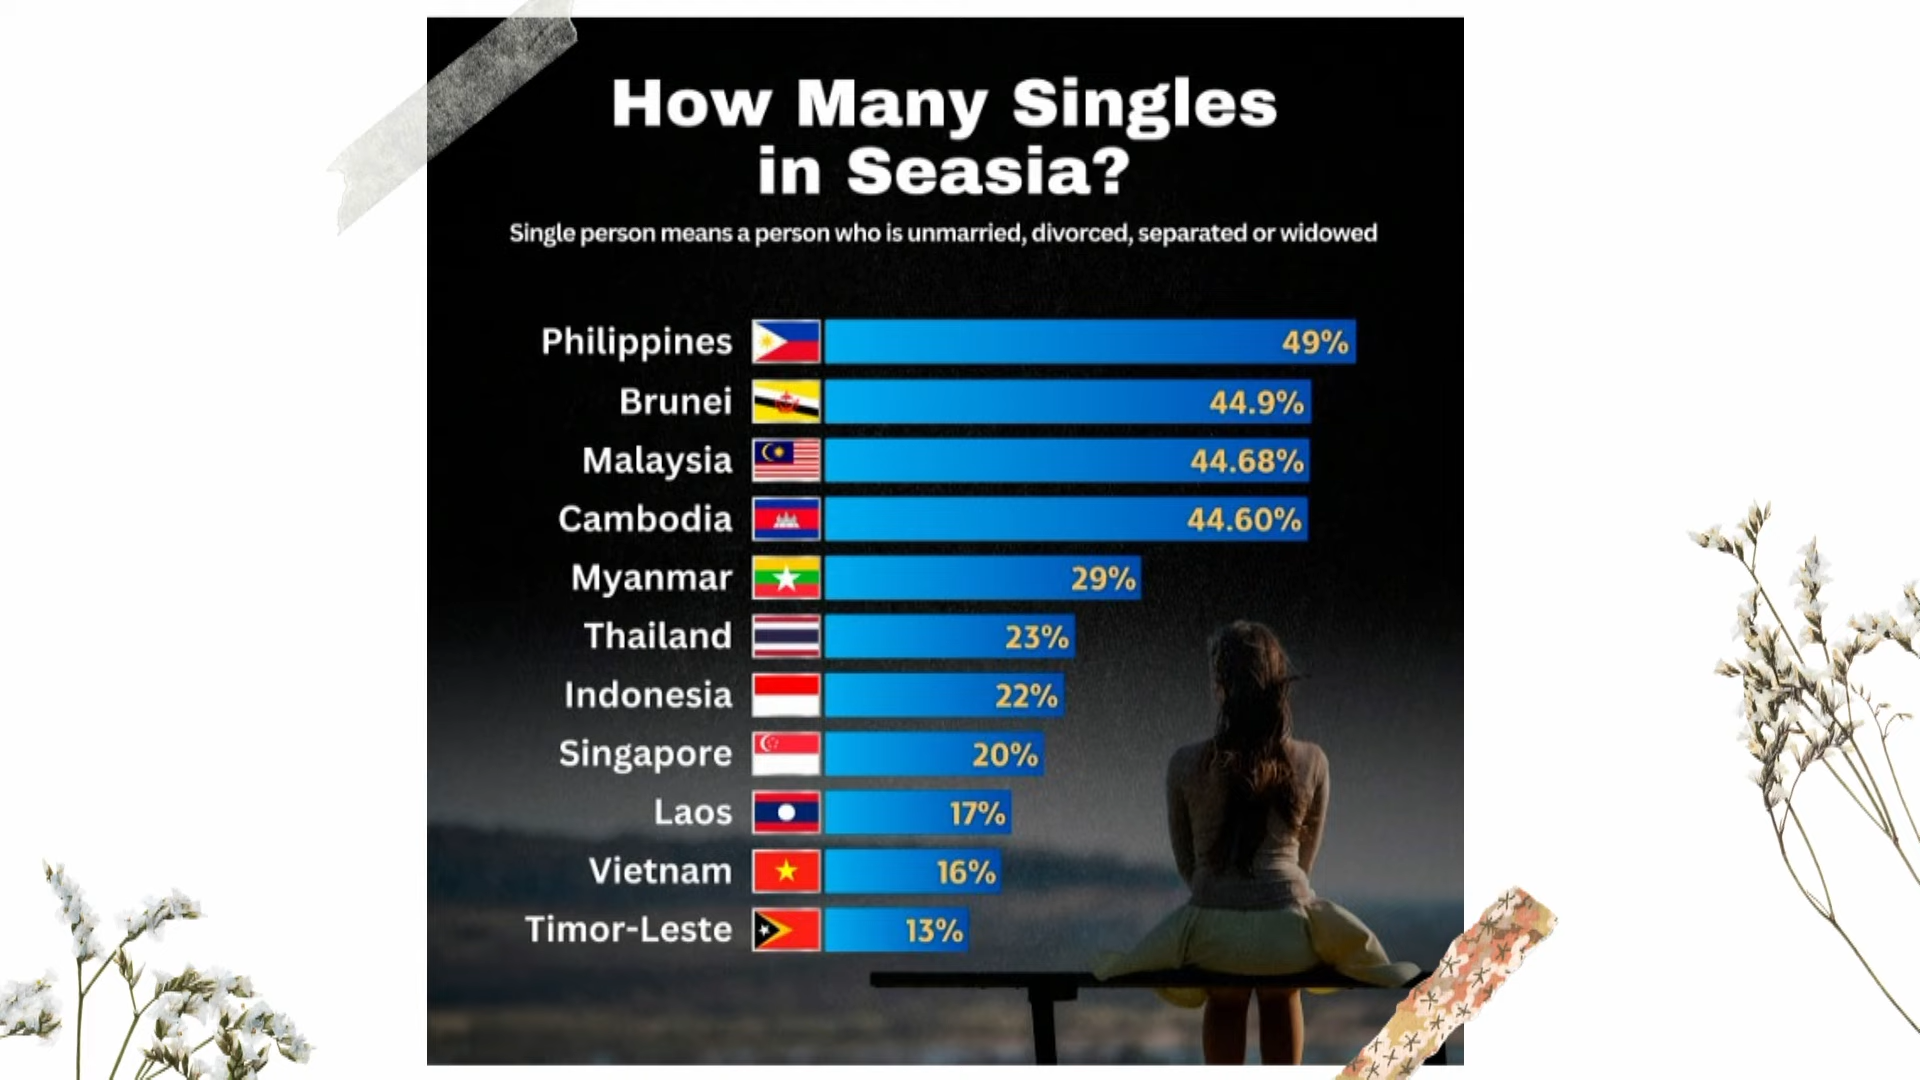 How Many Singles
in Seasia?
Single person means a person who is unmarried, divorced, separated or widowed
Philippines 49%
Brunei 44.9%
Malaysia 44.68%
Cambodia 44.60%
Myanmar 29%
Thailand 23%
Indonesia 22%
Singapore 20%
Laos 17%
Vietnam 16%
Timor-Leste 13%